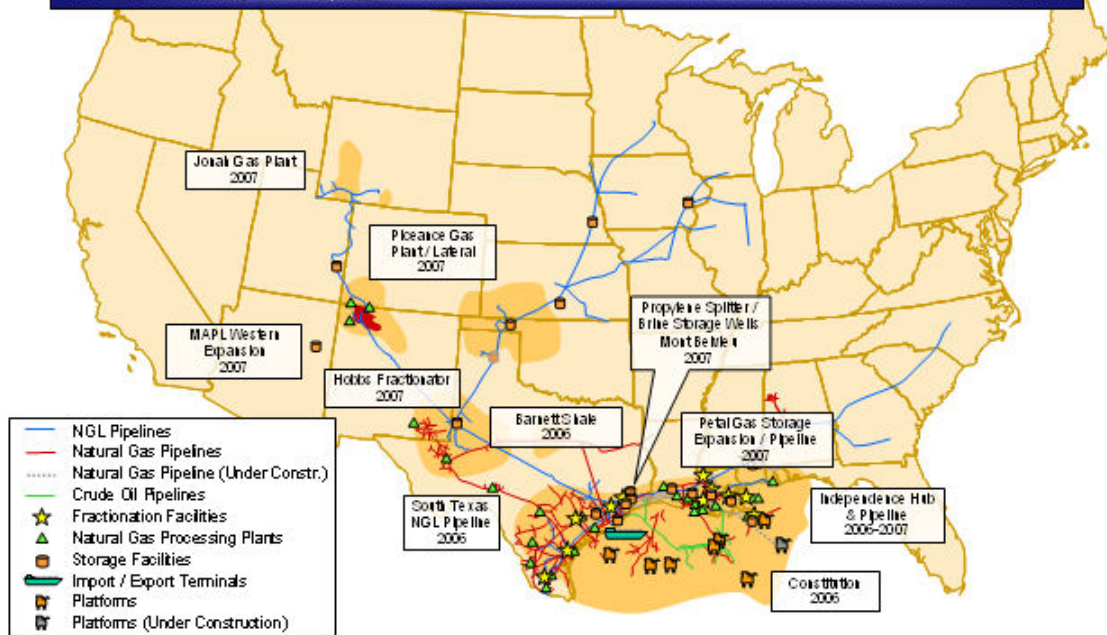 Jonah Gas Plant
2007
Piceance Gas
Plant / Lateral
2007
Propylene Splitter /
Brine Storage Wells
Mont Belvieu
2007
MAPL Western
Expansion
2007
Hobbs Fractionator
2007
Barnett Shale
2006
Petal Gas Storage
Expansion / Pipeline
2007
South Texas
NGL Pipeline
2006
Independence Hub
& Pipeline
2006-2007
Constitution
2006
NGL Pipelines
Natural Gas Pipelines
Natural Gas Pipeline (Under Constr.)
Crude Oil Pipelines
Fractionation Facilities
Natural Gas Processing Plants
Storage Facilities
Import / Export Terminals
Platforms
Platforms (Under Construction)